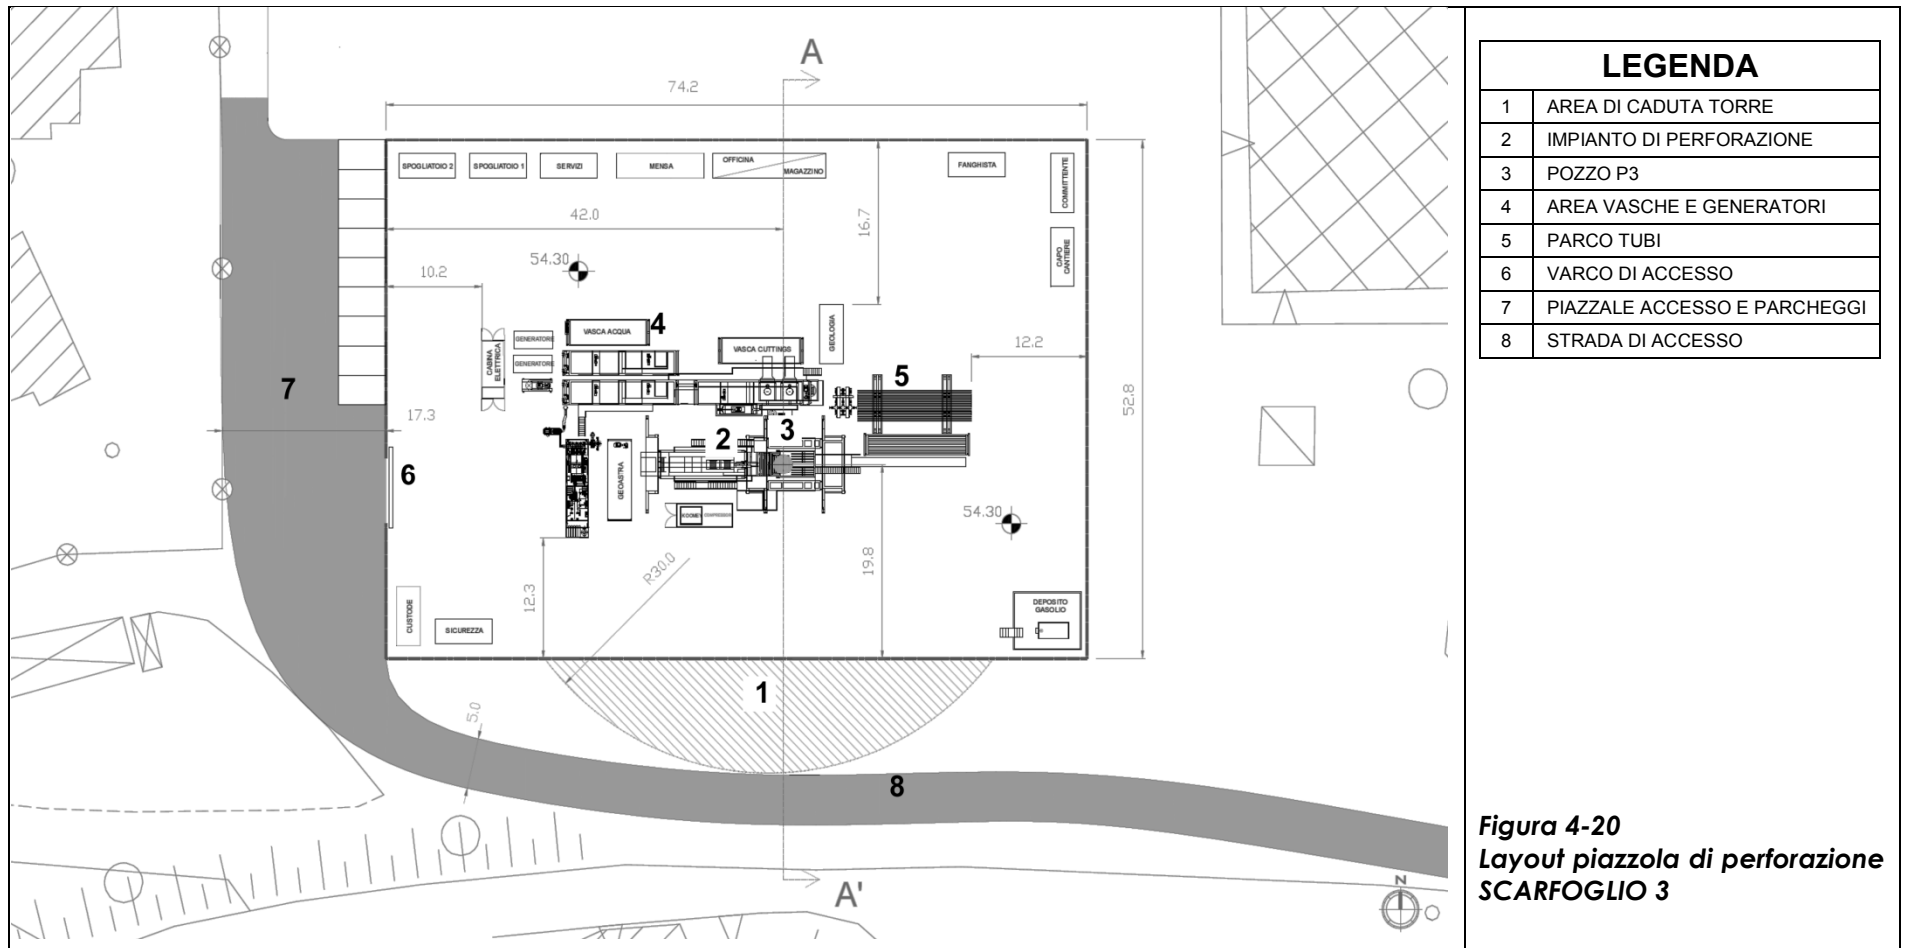 A
74.2
SPOGLIATOIO 2
SPOGLIATOIO 1
SERVIZI
MENSA
OFFICINA
MAGAZZINO
FANGHISTA
COMMITTENTE
42.0
16.7
CAPO
CANTIERE
54.30
10.2
VASCA ACQUA
4
GEOLOGIA
GENERATORE
GENERATORE
CABINA
ELETTRICA
VASCA CUTTINGS
12.2
5
7
52.8
17.3
3
2
6
GEOASTRA
54.30
R30.0
19.8
12.3
CUSTODE
SICUREZZA
DEPOSITO
GASOLIO
1
5.0
8
A'
N
LEGENDA
1 AREA DI CADUTA TORRE
2 IMPIANTO DI PERFORAZIONE
3 POZZO P3
4 AREA VASCHE E GENERATORI
5 PARCO TUBI
6 VARCO DI ACCESSO
7 PIAZZALE ACCESSO E PARCHEGGI
8 STRADA DI ACCESSO
Figura 4-20
Layout piazzola di perforazione
SCARFOGLIO 3